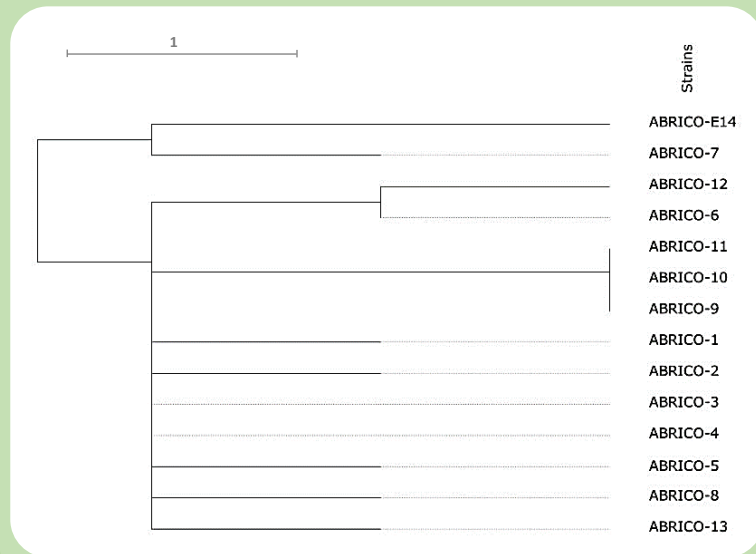 1
Strains
ABRICO-E14
ABRICO-7
ABRICO-12
ABRICO-6
ABRICO-11
ABRICO-10
ABRICO-9
ABRICO-1
ABRICO-2
ABRICO-3
ABRICO-4
ABRICO-5
ABRICO-8
ABRICO-13